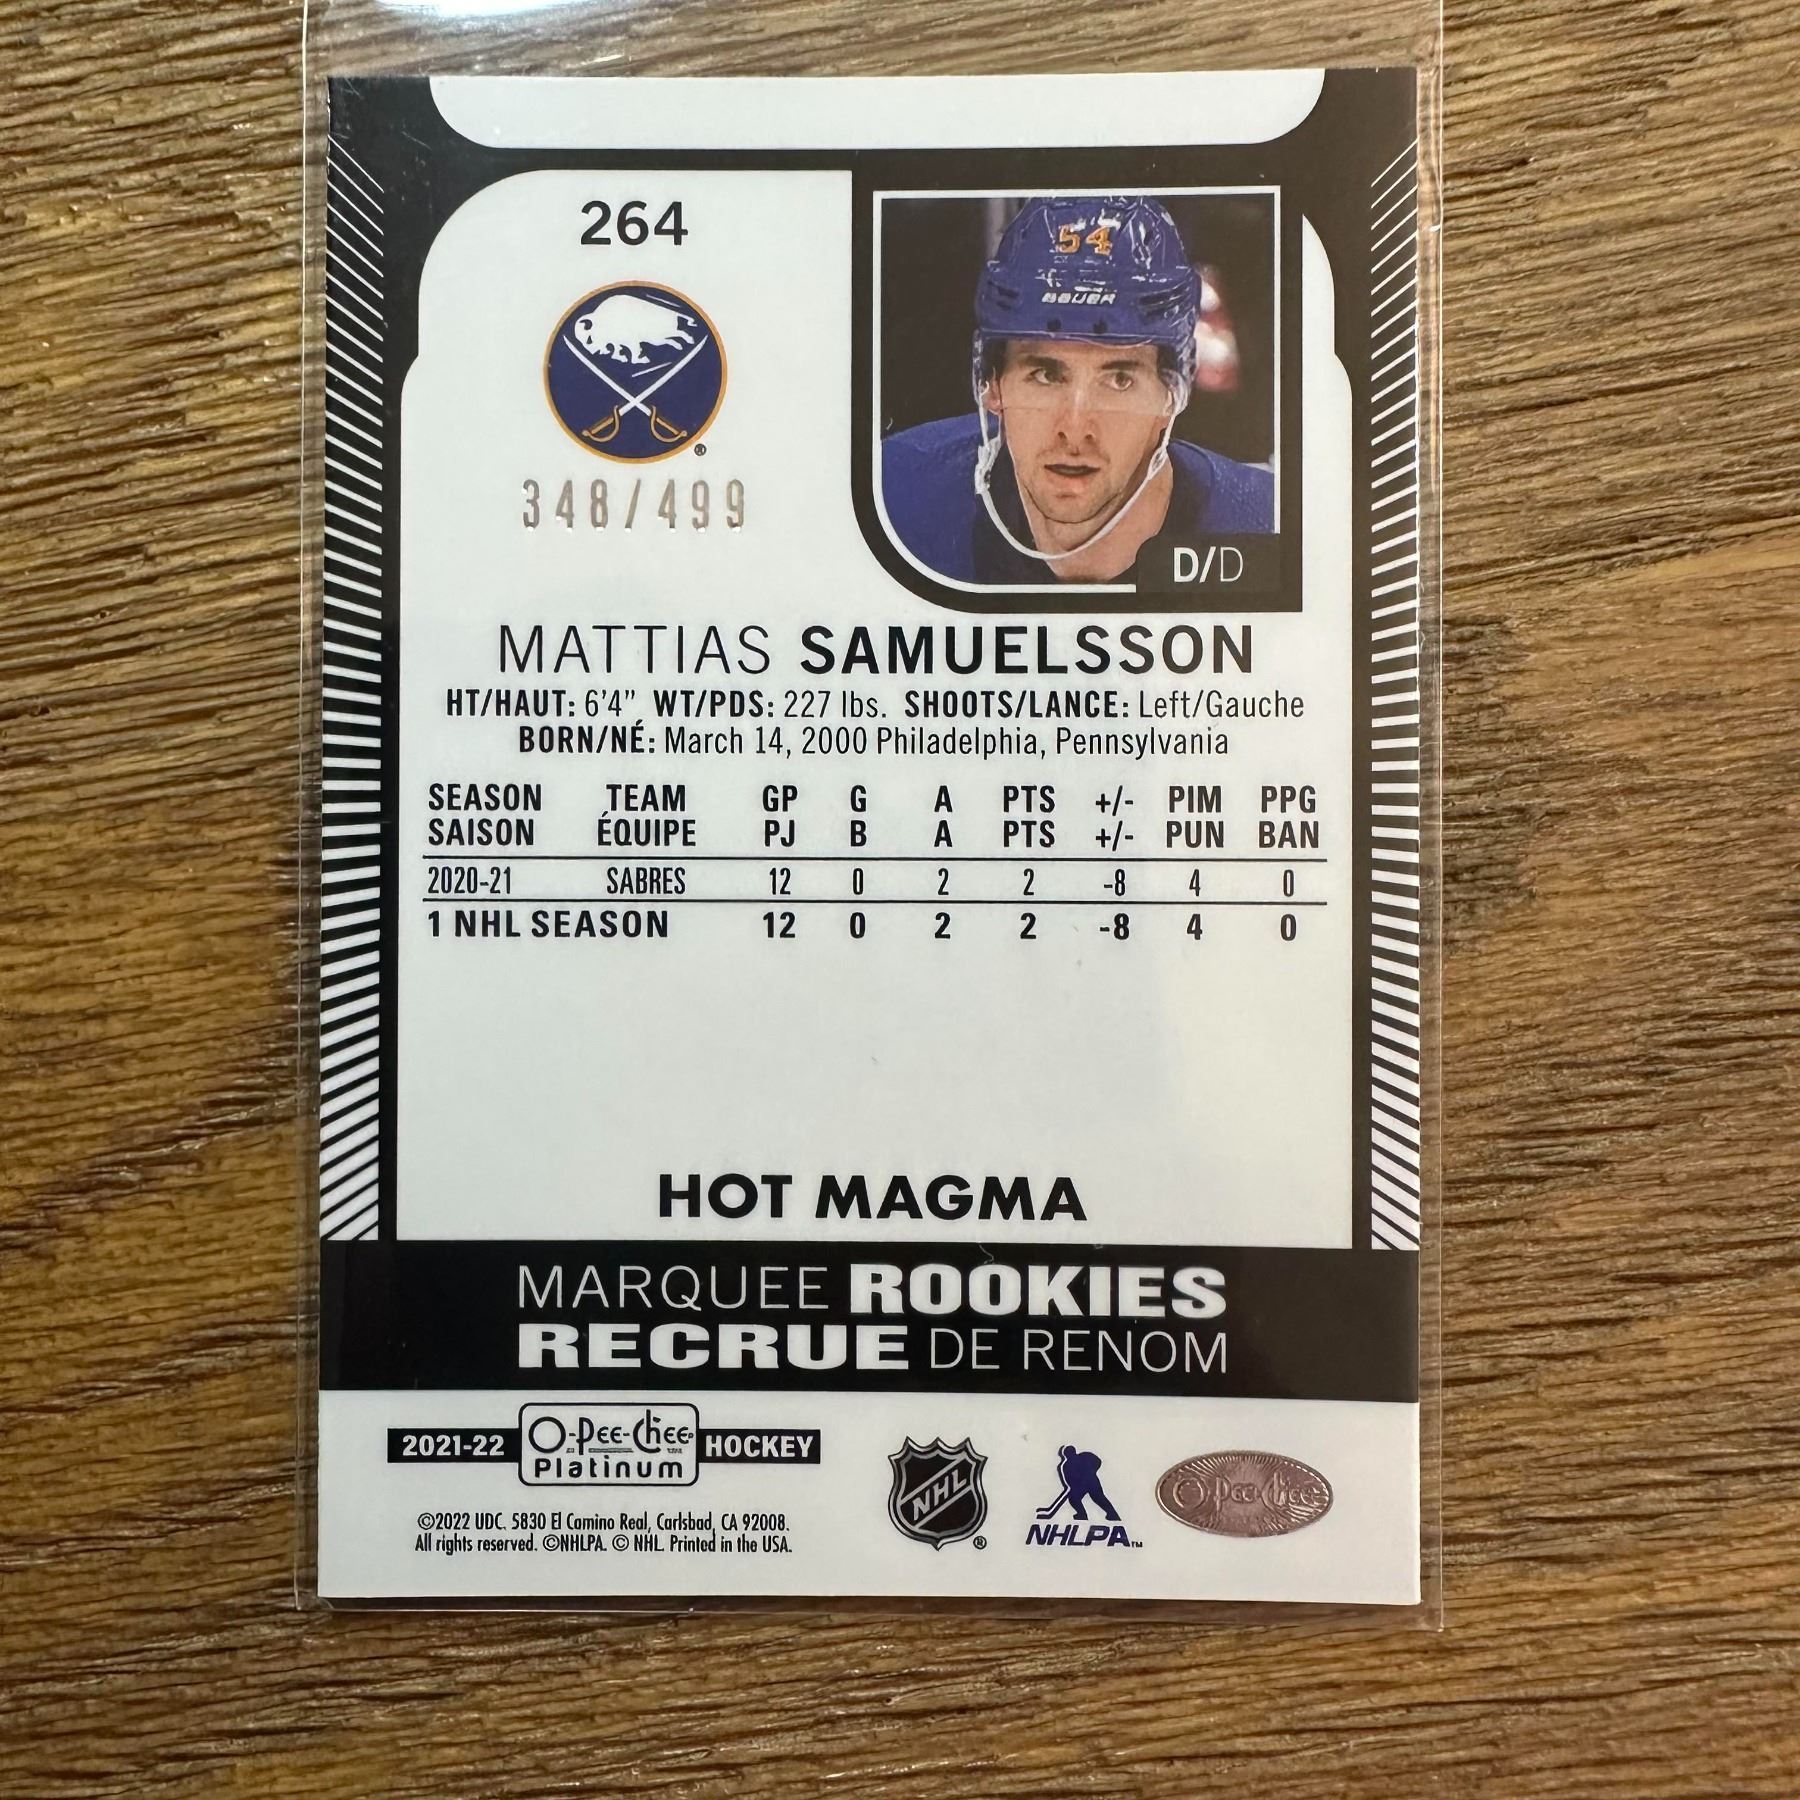 264
348/499
54
BAUER
D/D
MATTIAS SAMUELSSON
HT/HAUT: 6'4", WT/PDS: 227 lbs. SHOOTS/LANCE: Left/Gauche
BORN/NÉ: March 14, 2000 Philadelphia, Pennsylvania
SEASON TEAM GP G A PTS +/- PIM PPG
SAISON ÉQUIPE PJ B A PTS +/- PUN BAN
2020-21 SABRES 12 0 2 2 -8 4 0
1 NHL SEASON 12 0 2 2 -8 4 0
HOT MAGMA
MARQUEE ROOKIES
RECRUE DE RENOM
2021-22 O-Pee-Chee Platinum HOCKEY
©2022 UDC. 5830 El Camino Real, Carlsbad, CA 92008.
All rights reserved. ©NHLPA. © NHL. Printed in the USA.
NHL®
NHLPA™
O-Pee-Chee